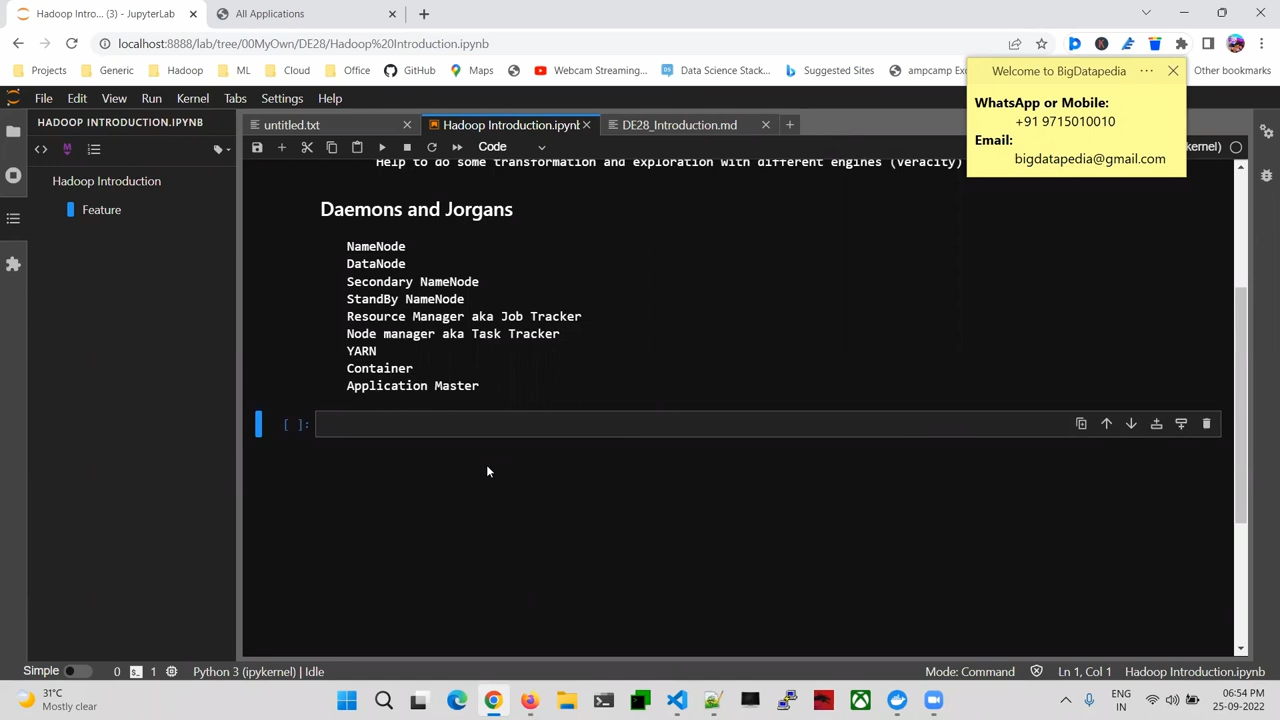 Hadoop Intro... (3) - JupyterLab
All Applications
localhost:8888/lab/tree/00MyOwn/DE28/Hadoop%20Introduction.ipynb
Projects
Generic
Hadoop
ML
Cloud
Office
GitHub
Maps
Webcam Streaming...
Data Science Stack...
Suggested Sites
ampcamp Exe
Other bookmarks
Welcome to BigDatapedia
WhatsApp or Mobile:
+91 9715010010
Email:
bigdatapedia@gmail.com
File Edit View Run Kernel Tabs Settings Help
HADOOP INTRODUCTION.IPYNB
untitled.txt
Hadoop Introduction.ipynb
DE28_Introduction.md
Code
kernel)
Hadoop Introduction
Feature
Help to do some transformation and exploration with different engines (Veracity)
Daemons and Jorgans
NameNode
DataNode
Secondary NameNode
StandBy NameNode
Resource Manager aka Job Tracker
Node manager aka Task Tracker
YARN
Container
Application Master
[ ]:
Simple
0
1
Python 3 (ipykernel) | Idle
Mode: Command
Ln 1, Col 1
Hadoop Introduction.ipynb
31°C
Mostly clear
ENG
IN
06:54 PM
25-09-2022